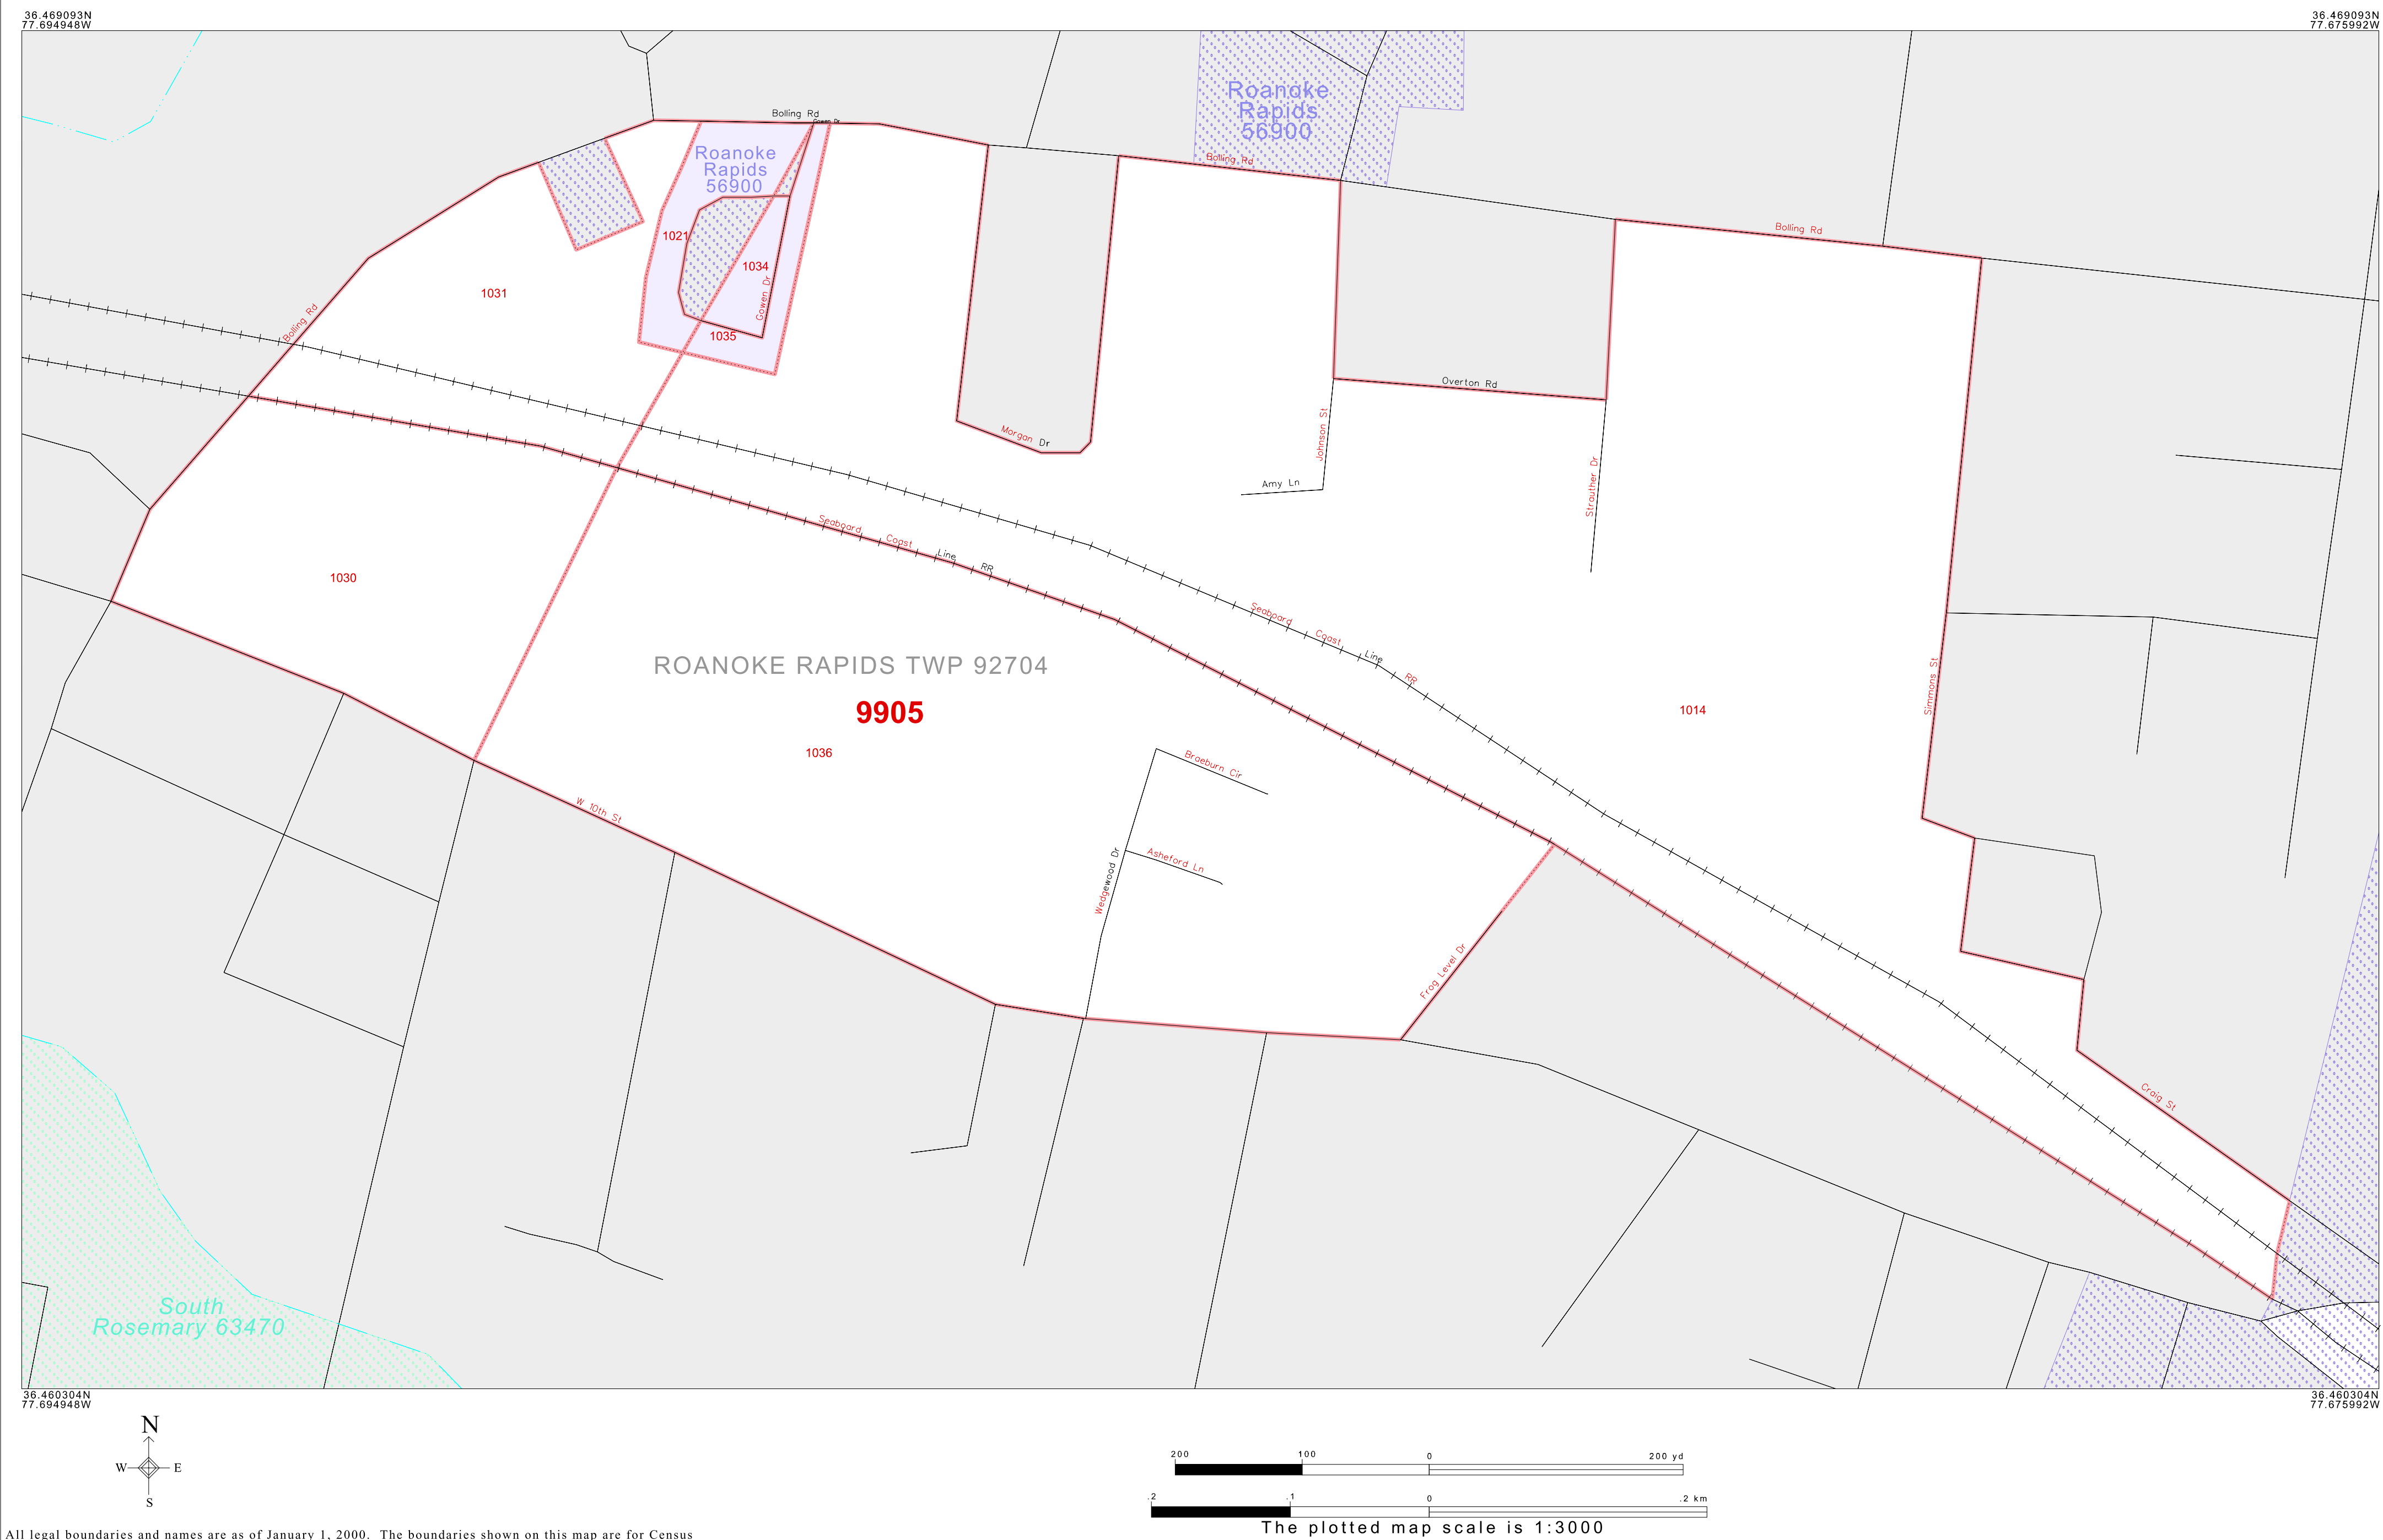 36.469093N
77.694948W
36.469093N
77.675992W
Bolling Rd
Gowen Dr
Roanoke
Rapids
56900
Roanoke
Rapids
56900
Bolling Rd
Bolling Rd
1021
1034
1031
Gowen Dr
Bolling Rd
1035
Overton Rd
Johnson St
Morgan Dr
Strauther Dr
Amy Ln
Seaboard Coast Line RR
1030
Seaboard Coast Line RR
ROANOKE RAPIDS TWP 92704
9905
Simmons St
1014
1036
Braeburn Cir
W 10th St
Asheford Ln
Wedgewood Dr
Frog Level Dr
Craig St
South
Rosemary 63470
36.460304N
77.694948W
36.460304N
77.675992W
N
W E
S
200 100 0 200 yd
.2 .1 0 .2 km
The plotted map scale is 1:3000
All legal boundaries and names are as of January 1, 2000. The boundaries shown on this map are for Census